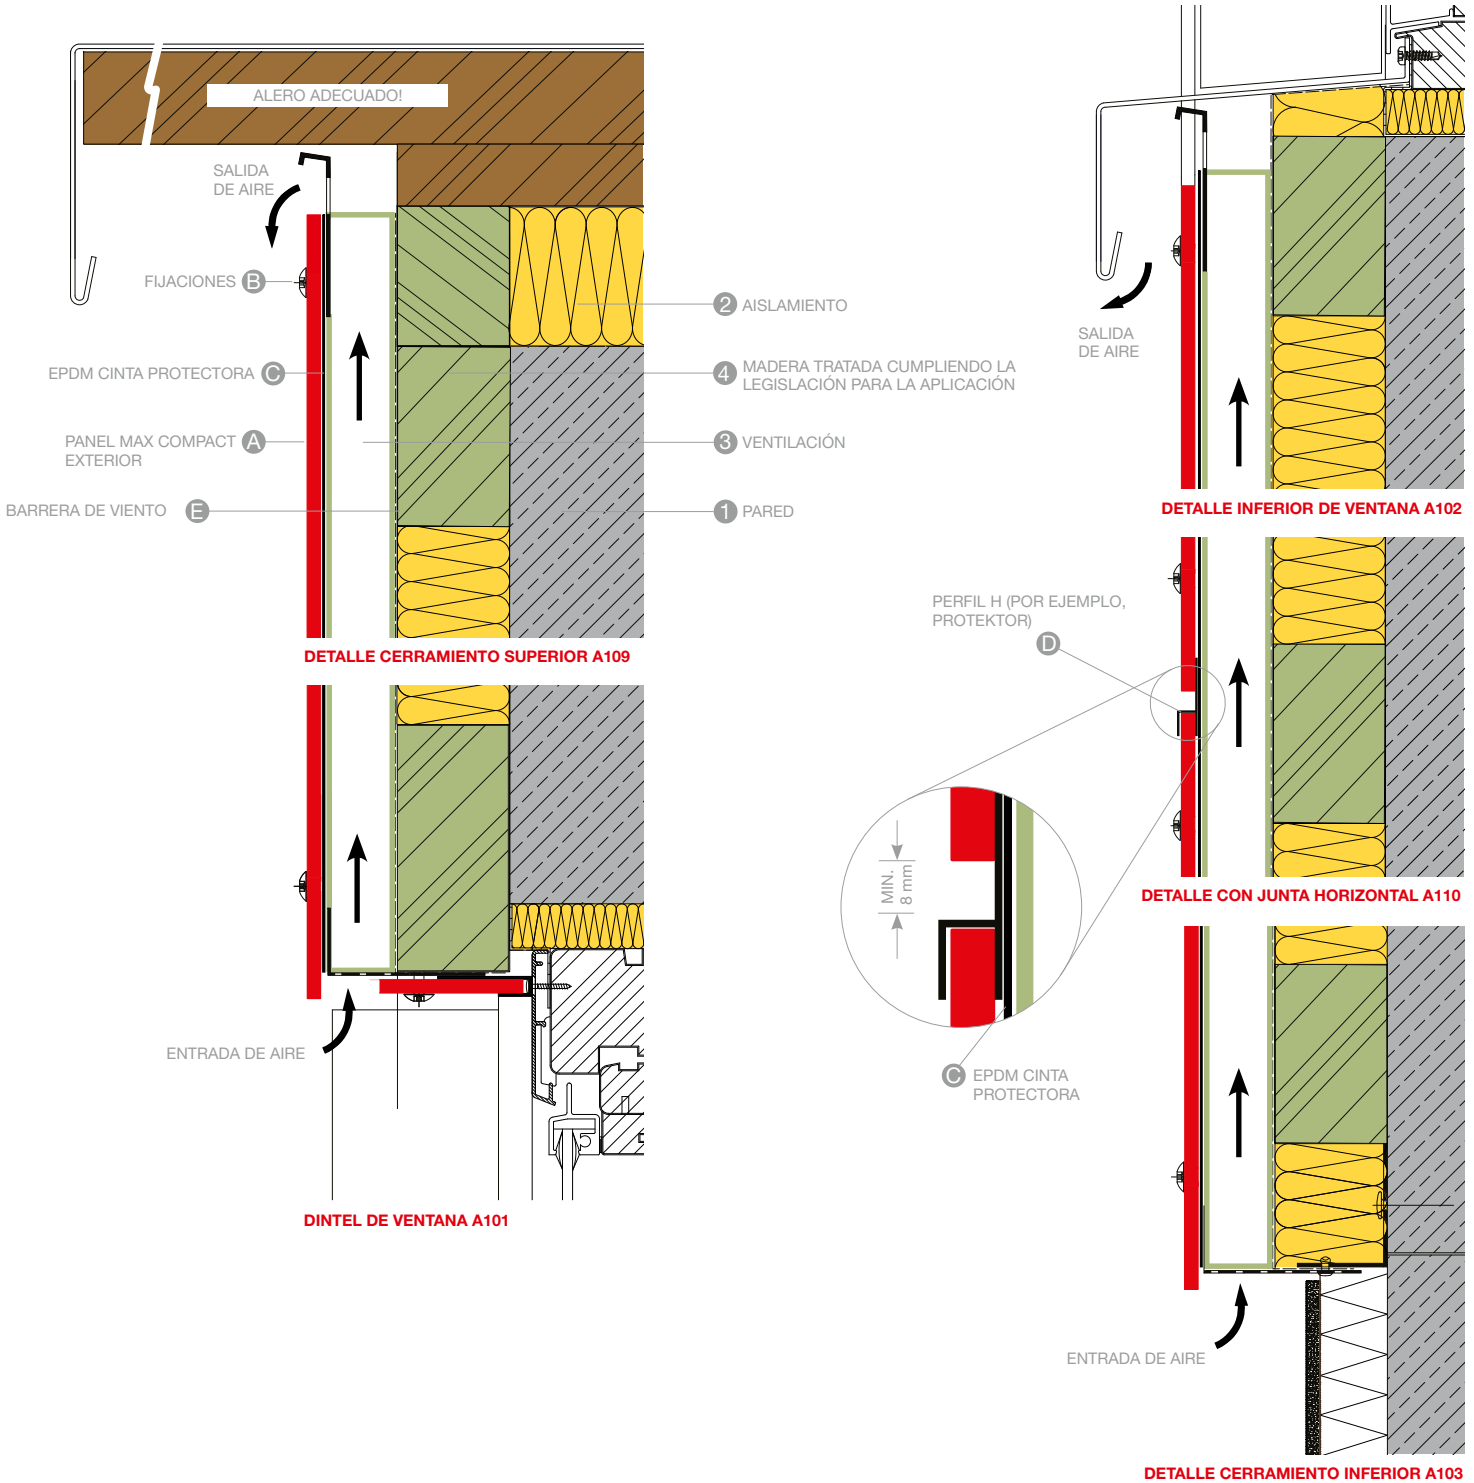 ALERO ADECUADO!
SALIDA
DE AIRE
FIJACIONES B
EPDM CINTA PROTECTORA C
PANEL MAX COMPACT A
EXTERIOR
BARRERA DE VIENTO E
2 AISLAMIENTO
4 MADERA TRATADA CUMPLIENDO LA
LEGISLACIÓN PARA LA APLICACIÓN
3 VENTILACIÓN
1 PARED
DETALLE CERRAMIENTO SUPERIOR A109
ENTRADA DE AIRE
DINTEL DE VENTANA A101
SALIDA
DE AIRE
DETALLE INFERIOR DE VENTANA A102
PERFIL H (POR EJEMPLO,
PROTEKTOR)
D
MIN.
8 mm
C EPDM CINTA
PROTECTORA
DETALLE CON JUNTA HORIZONTAL A110
ENTRADA DE AIRE
DETALLE CERRAMIENTO INFERIOR A103